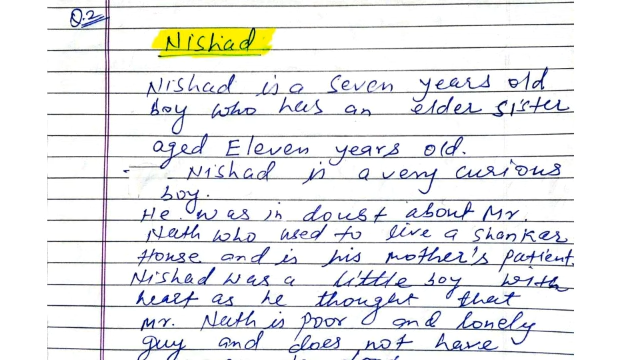 Q.2
Nishad
Nishad is a seven years old
boy who has an elder sister
aged Eleven years old.
- Nishad is a very curious
boy.
He was in doust about Mr.
Nath who used to live a Shankar
House and is his mother's patient.
Nishad was a little boy with
heart as he thought that
Mr. Nath is poor and lonely
guy and does not have